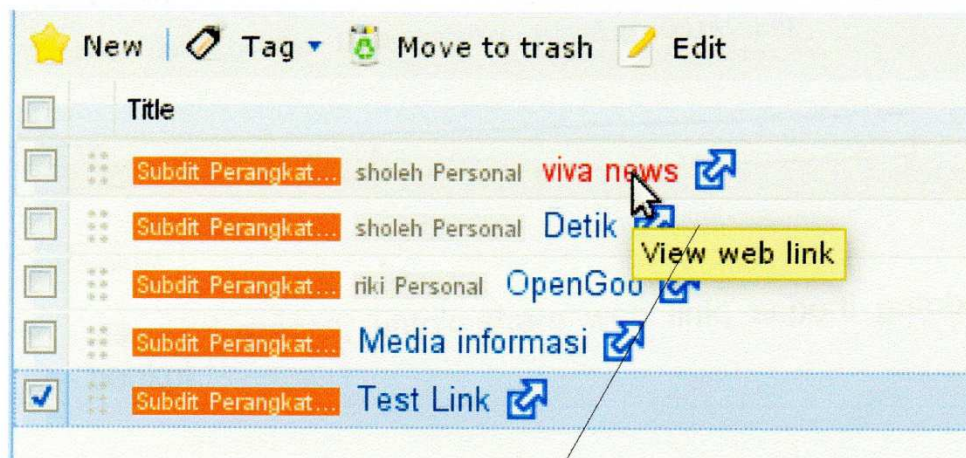 New Tag Move to trash Edit
Title
Subdit Perangkat... sholeh Personal viva news
Subdit Perangkat... sholeh Personal Detik
View web link
Subdit Perangkat... riki Personal OpenGoo
Subdit Perangkat... Media informasi
Subdit Perangkat... Test Link